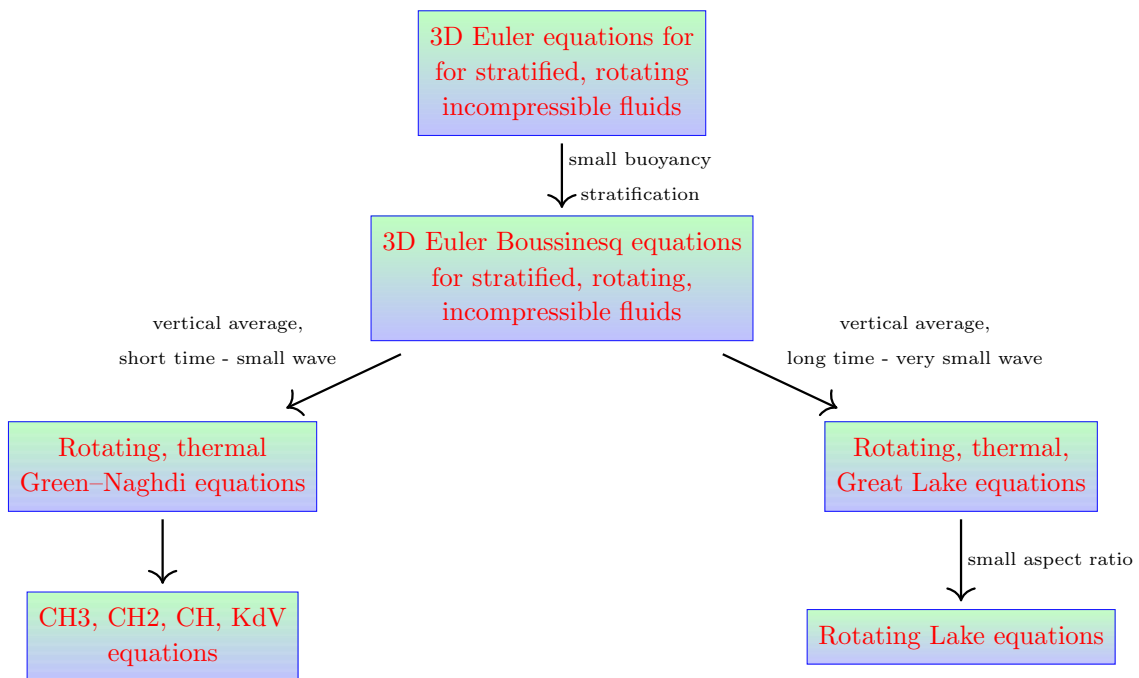 3D Euler equations for
for stratified, rotating
incompressible fluids
small buoyancy
stratification
3D Euler Boussinesq equations
for stratified, rotating,
incompressible fluids
vertical average,
short time - small wave
vertical average,
long time - very small wave
Rotating, thermal
Green–Naghdi equations
Rotating, thermal,
Great Lake equations
small aspect ratio
CH3, CH2, CH, KdV
equations
Rotating Lake equations